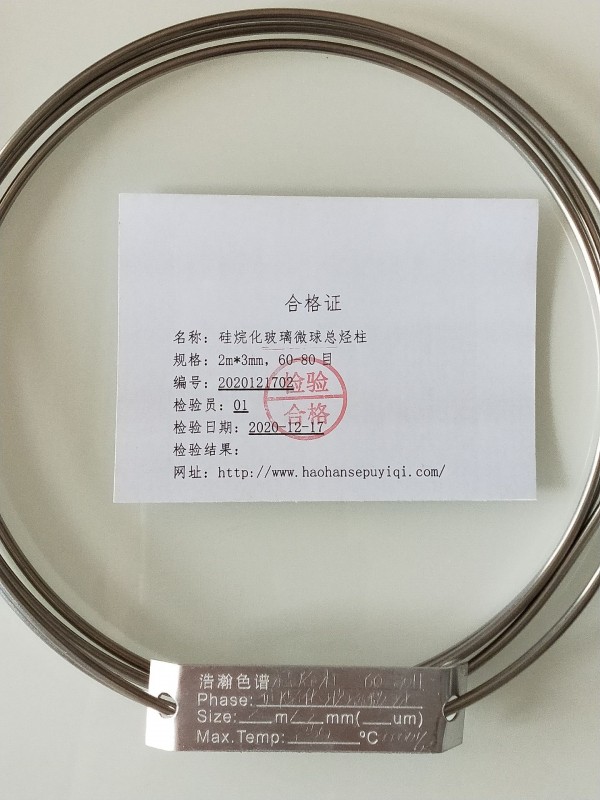 合格证
名称：硅烷化玻璃微球总烃柱
规格：2m*3mm, 60-80目
编号：2020121702
检验员：01
检验日期：2020-12-17
检验结果：
网址：http://www.haohansepuyiqi.com/
检验
合格
浩瀚色谱
Phase:
Size: m mm( um)
Max.Temp: ºC